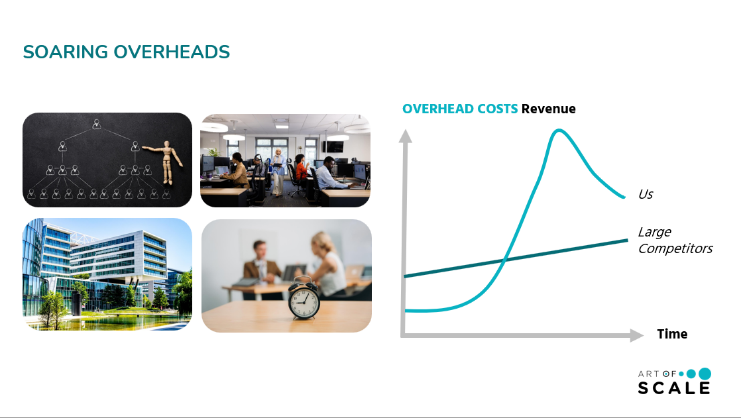 SOARING OVERHEADS
OVERHEAD COSTS Revenue
Us
Large
Competitors
Time
ART OF
SCALE